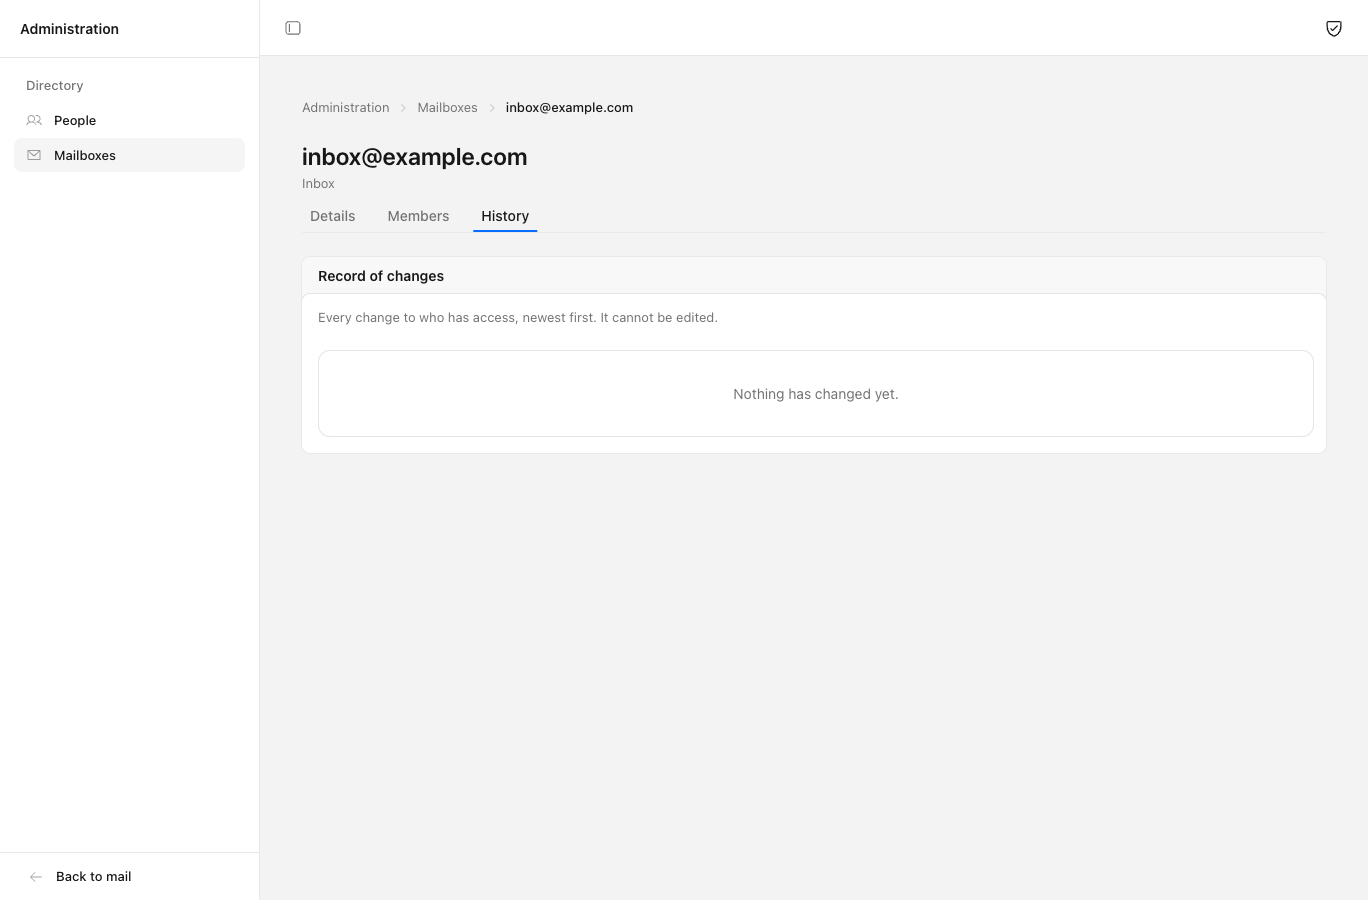 Administration
Directory
People
Mailboxes
Back to mail
Administration > Mailboxes > inbox@example.com
inbox@example.com
Inbox
Details Members History
Record of changes
Every change to who has access, newest first. It cannot be edited.
Nothing has changed yet.